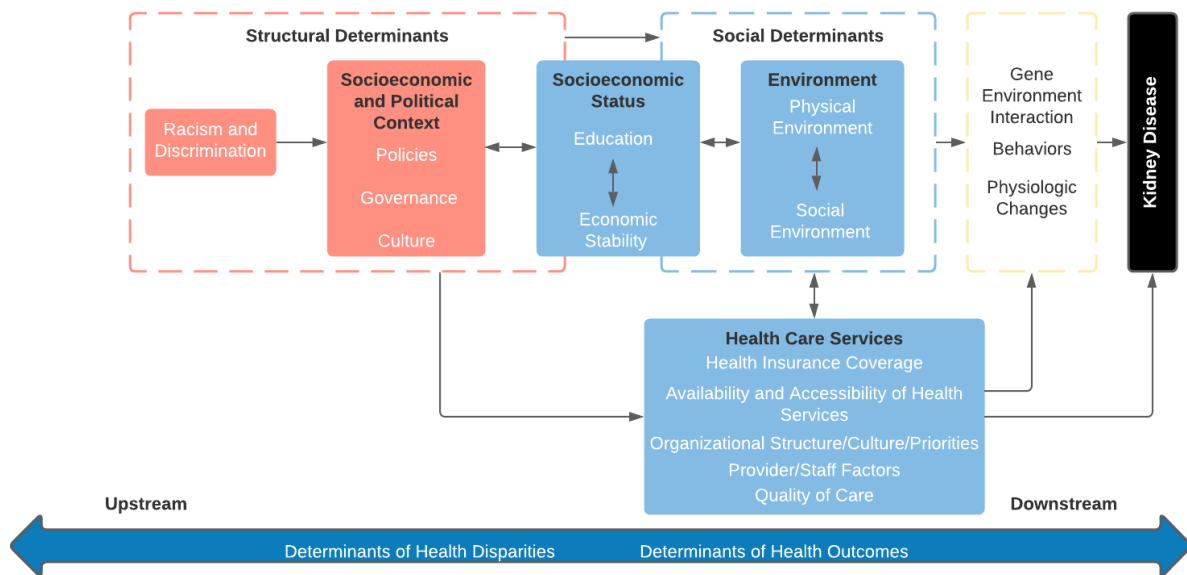 Structural Determinants
Social Determinants
Racism and
Discrimination
Socioeconomic
and Political
Context
Policies
Governance
Culture
Socioeconomic
Status
Education
Economic
Stability
Environment
Physical
Environment
Social
Environment
Gene
Environment
Interaction
Behaviors
Physiologic
Changes
Kidney Disease
Health Care Services
Health Insurance Coverage
Availability and Accessibility of Health
Services
Organizational Structure/Culture/Priorities
Provider/Staff Factors
Quality of Care
Upstream
Downstream
Determinants of Health Disparities
Determinants of Health Outcomes